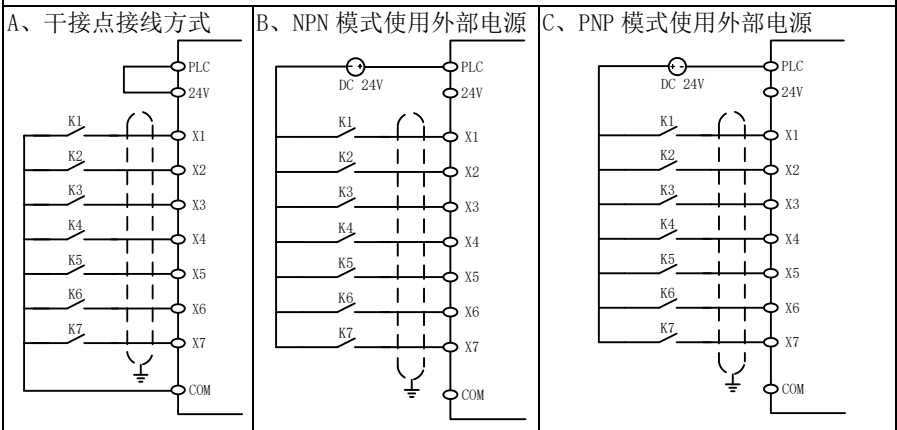 A、干接点接线方式
PLC
24V
K1
X1
K2
X2
K3
X3
K4
X4
K5
X5
K6
X6
K7
X7
COM
B、NPN 模式使用外部电源
PLC
DC 24V
24V
K1
X1
K2
X2
K3
X3
K4
X4
K5
X5
K6
X6
K7
X7
COM
C、PNP 模式使用外部电源
PLC
DC 24V
24V
K1
X1
K2
X2
K3
X3
K4
X4
K5
X5
K6
X6
K7
X7
COM